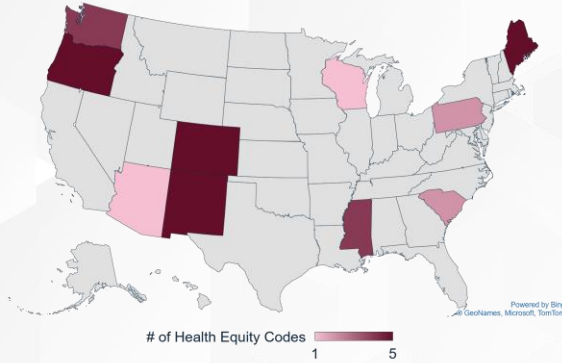 Powered by Bing
© GeoNames, Microsoft, TomTom
# of Health Equity Codes
1 5